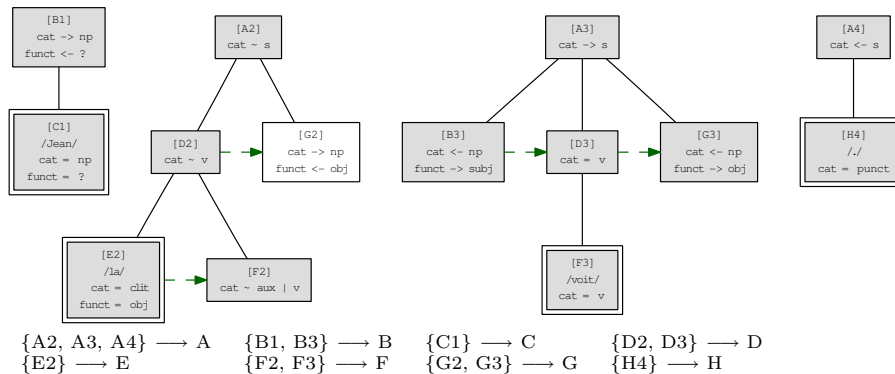 [B1]
cat -> np
funct <- ?
[C1]
/Jean/
cat = np
funct = ?
[A2]
cat ~ s
[D2]
cat ~ v
[G2]
cat -> np
funct <- obj
[E2]
/la/
cat = clit
funct = obj
[F2]
cat ~ aux | v
[A3]
cat -> s
[B3]
cat <- np
funct -> subj
[D3]
cat = v
[G3]
cat <- np
funct -> obj
[F3]
/voit/
cat = v
[A4]
cat <- s
[H4]
/./
cat = punct
{A2, A3, A4} ⟶ A {B1, B3} ⟶ B {C1} ⟶ C {D2, D3} ⟶ D
{E2} ⟶ E {F2, F3} ⟶ F {G2, G3} ⟶ G {H4} ⟶ H